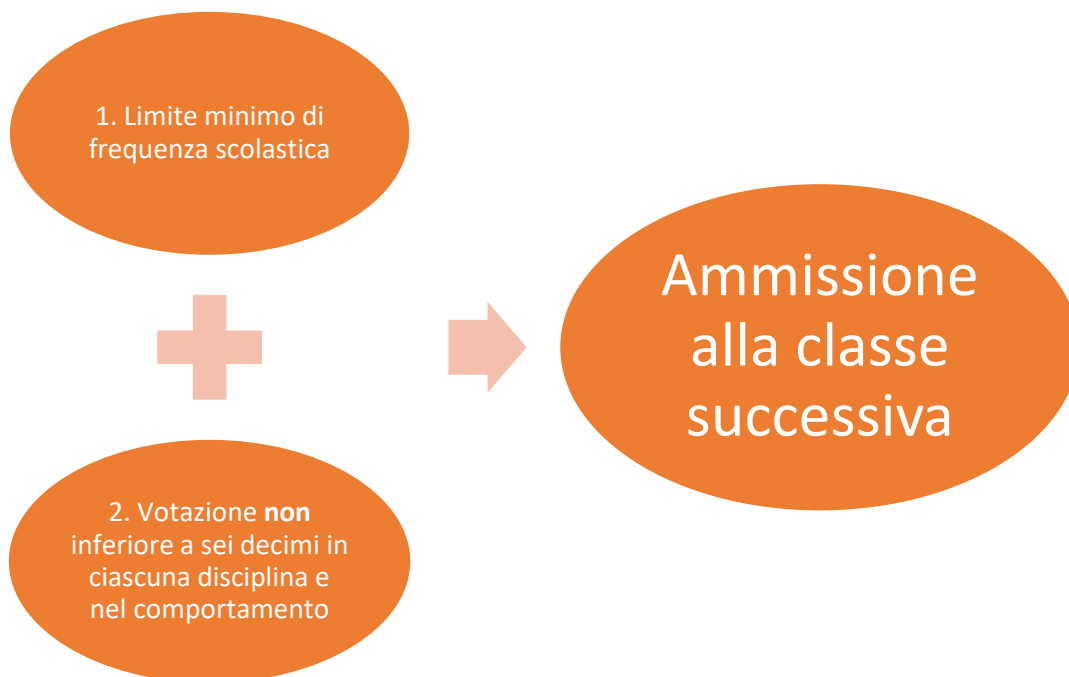 1. Limite minimo di
frequenza scolastica
2. Votazione non
inferiore a sei decimi in
ciascuna disciplina e
nel comportamento
Ammissione
alla classe
successiva